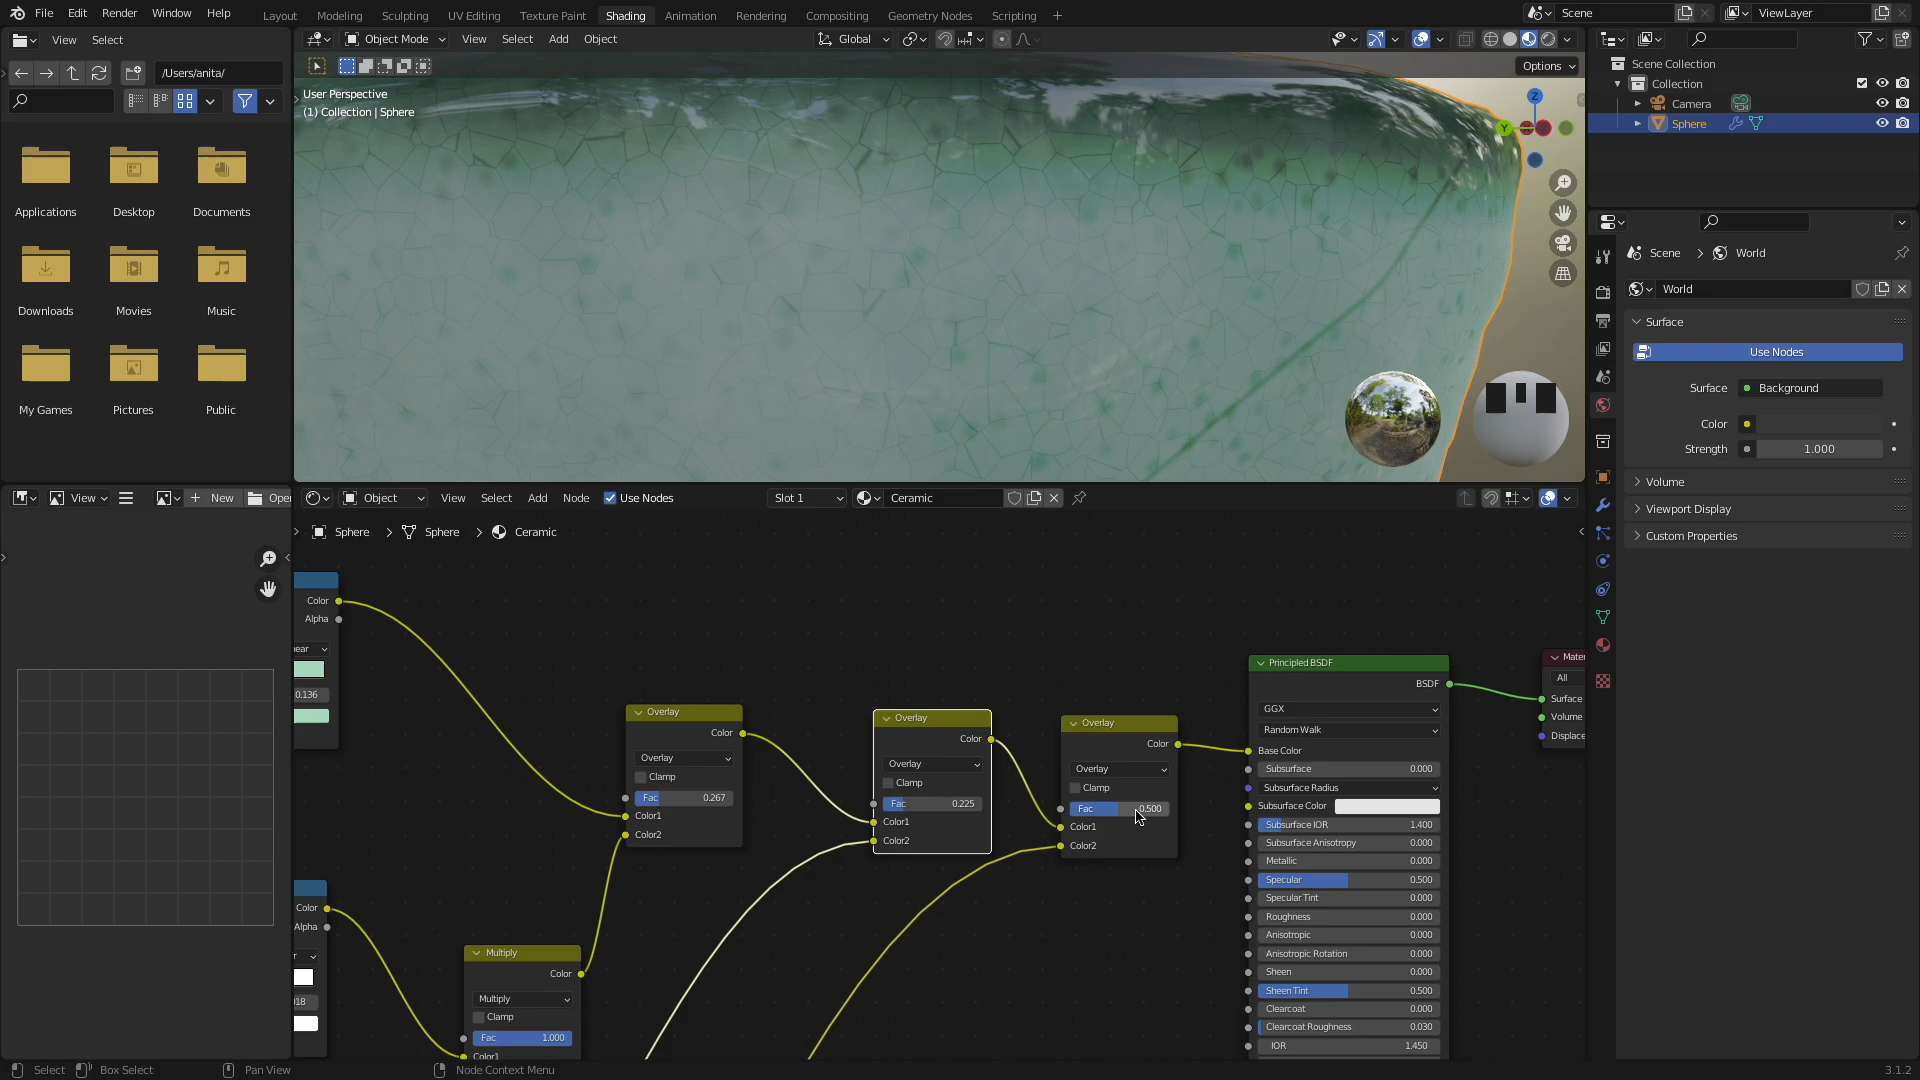 File Edit Render Window Help
Layout Modeling Sculpting UV Editing Texture Paint Shading Animation Rendering Compositing Geometry Nodes Scripting +
Scene
ViewLayer
View Select
Object Mode View Select Add Object
Global
/Users/anita/
Options
User Perspective
(1) Collection | Sphere
Z
Y
Scene Collection
Collection
Camera
Sphere
Applications Desktop Documents
Downloads Movies Music
My Games Pictures Public
Scene > World
World
Surface
Use Nodes
Surface Background
Color
Strength 1.000
Volume
Viewport Display
Custom Properties
View
+ New
Oper
Object View Select Add Node Use Nodes Slot 1 Ceramic
Sphere > Sphere > Ceramic
Color
Alpha
ear
0.136
Color
Alpha
r
018
Overlay
Color
Overlay
Clamp
Fac 0.267
Color1
Color2
Multiply
Color
Multiply
Clamp
Fac 1.000
Color1
Overlay
Color
Overlay
Clamp
Fac 0.225
Color1
Color2
Overlay
Color
Overlay
Clamp
Fac 0.500
Color1
Color2
Principled BSDF
BSDF
GGX
Random Walk
Base Color
Subsurface 0.000
Subsurface Radius
Subsurface Color
Subsurface IOR 1.400
Subsurface Anisotropy 0.000
Metallic 0.000
Specular 0.500
Specular Tint 0.000
Roughness 0.000
Anisotropic 0.000
Anisotropic Rotation 0.000
Sheen 0.000
Sheen Tint 0.500
Clearcoat 0.000
Clearcoat Roughness 0.030
IOR 1.450
Mater
All
Surface
Volume
Displace
Select Box Select Pan View Node Context Menu 3.1.2